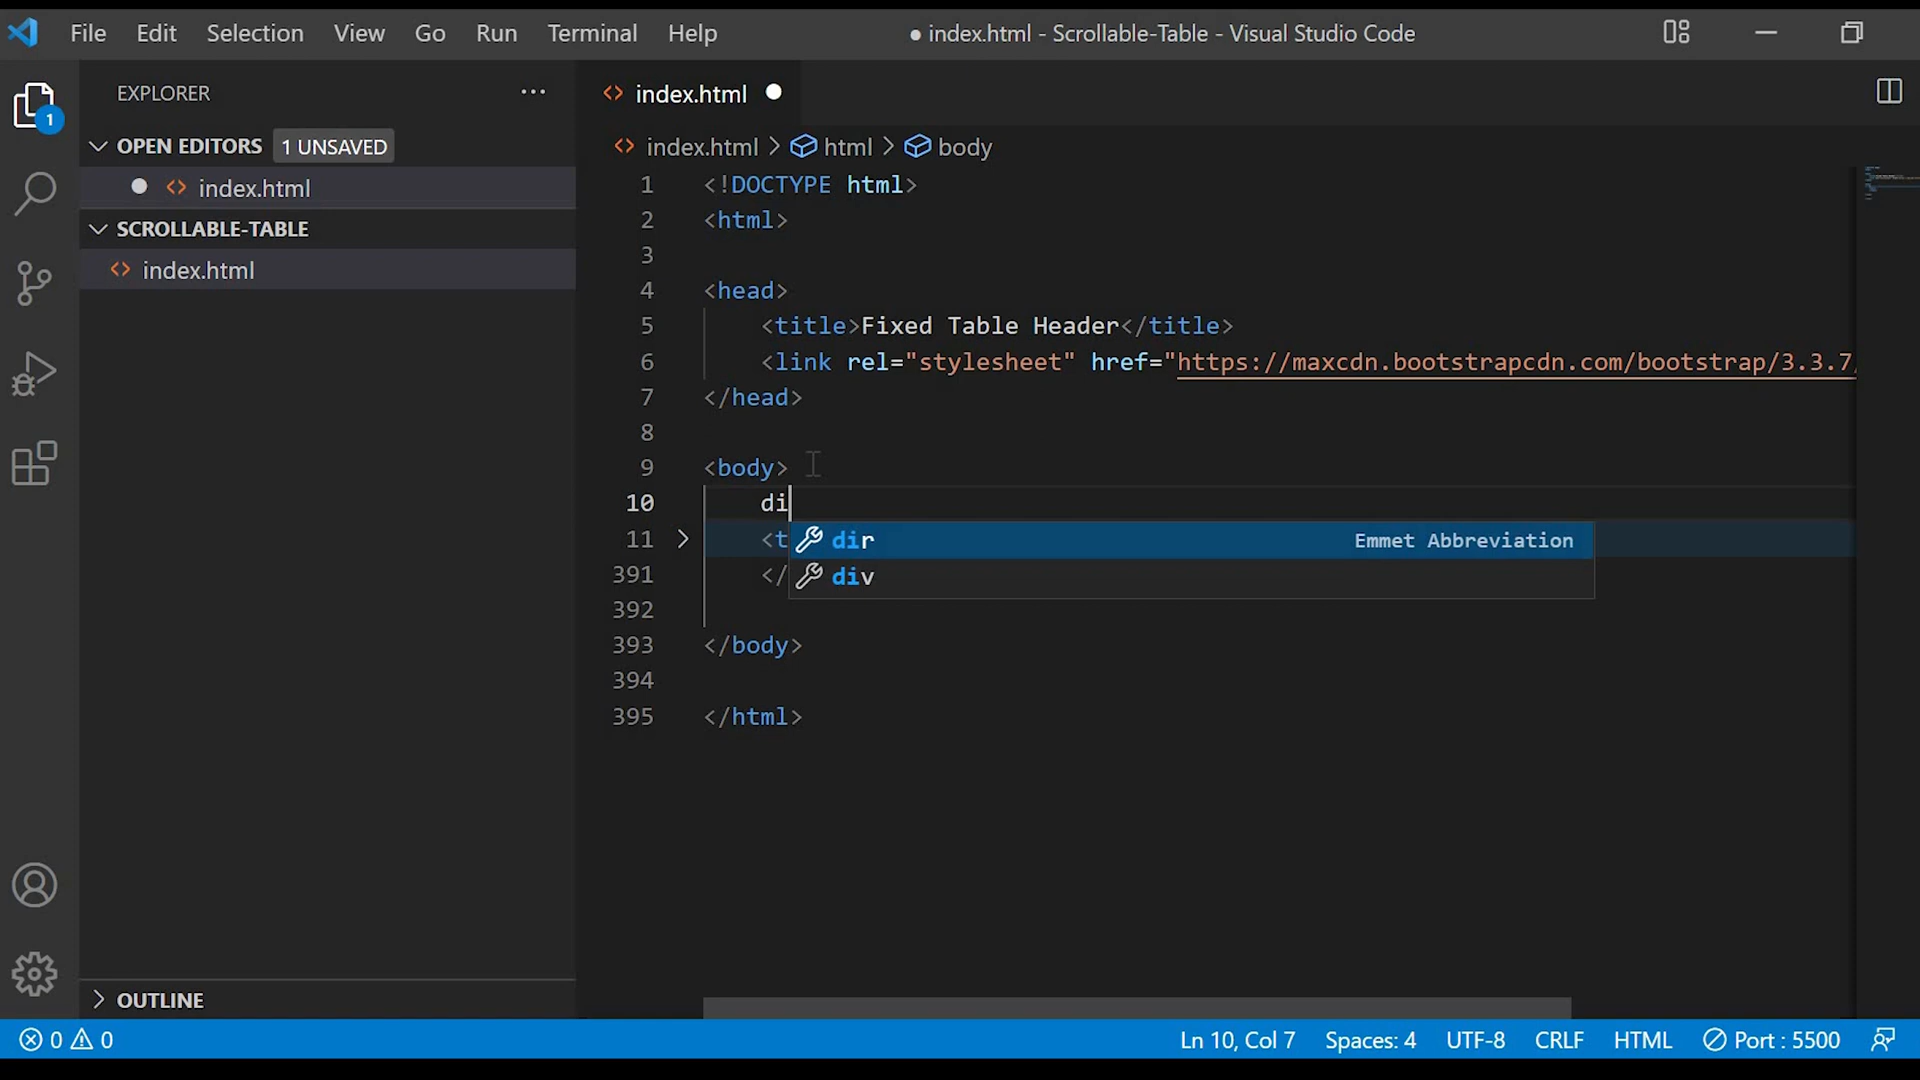 File Edit Selection View Go Run Terminal Help ● index.html - Scrollable-Table - Visual Studio Code
EXPLORER ...
1
OPEN EDITORS 1 UNSAVED
index.html
SCROLLABLE-TABLE
index.html
OUTLINE
index.html
index.html > html > body
1 <!DOCTYPE html>
2 <html>
3
4 <head>
5 <title>Fixed Table Header</title>
6 <link rel="stylesheet" href="https://maxcdn.bootstrapcdn.com/bootstrap/3.3.7/
7 </head>
8
9 <body>
10 di
dir Emmet Abbreviation
div
11 <t
391 </
392
393 </body>
394
395 </html>
0 0 Ln 10, Col 7 Spaces: 4 UTF-8 CRLF HTML Port : 5500